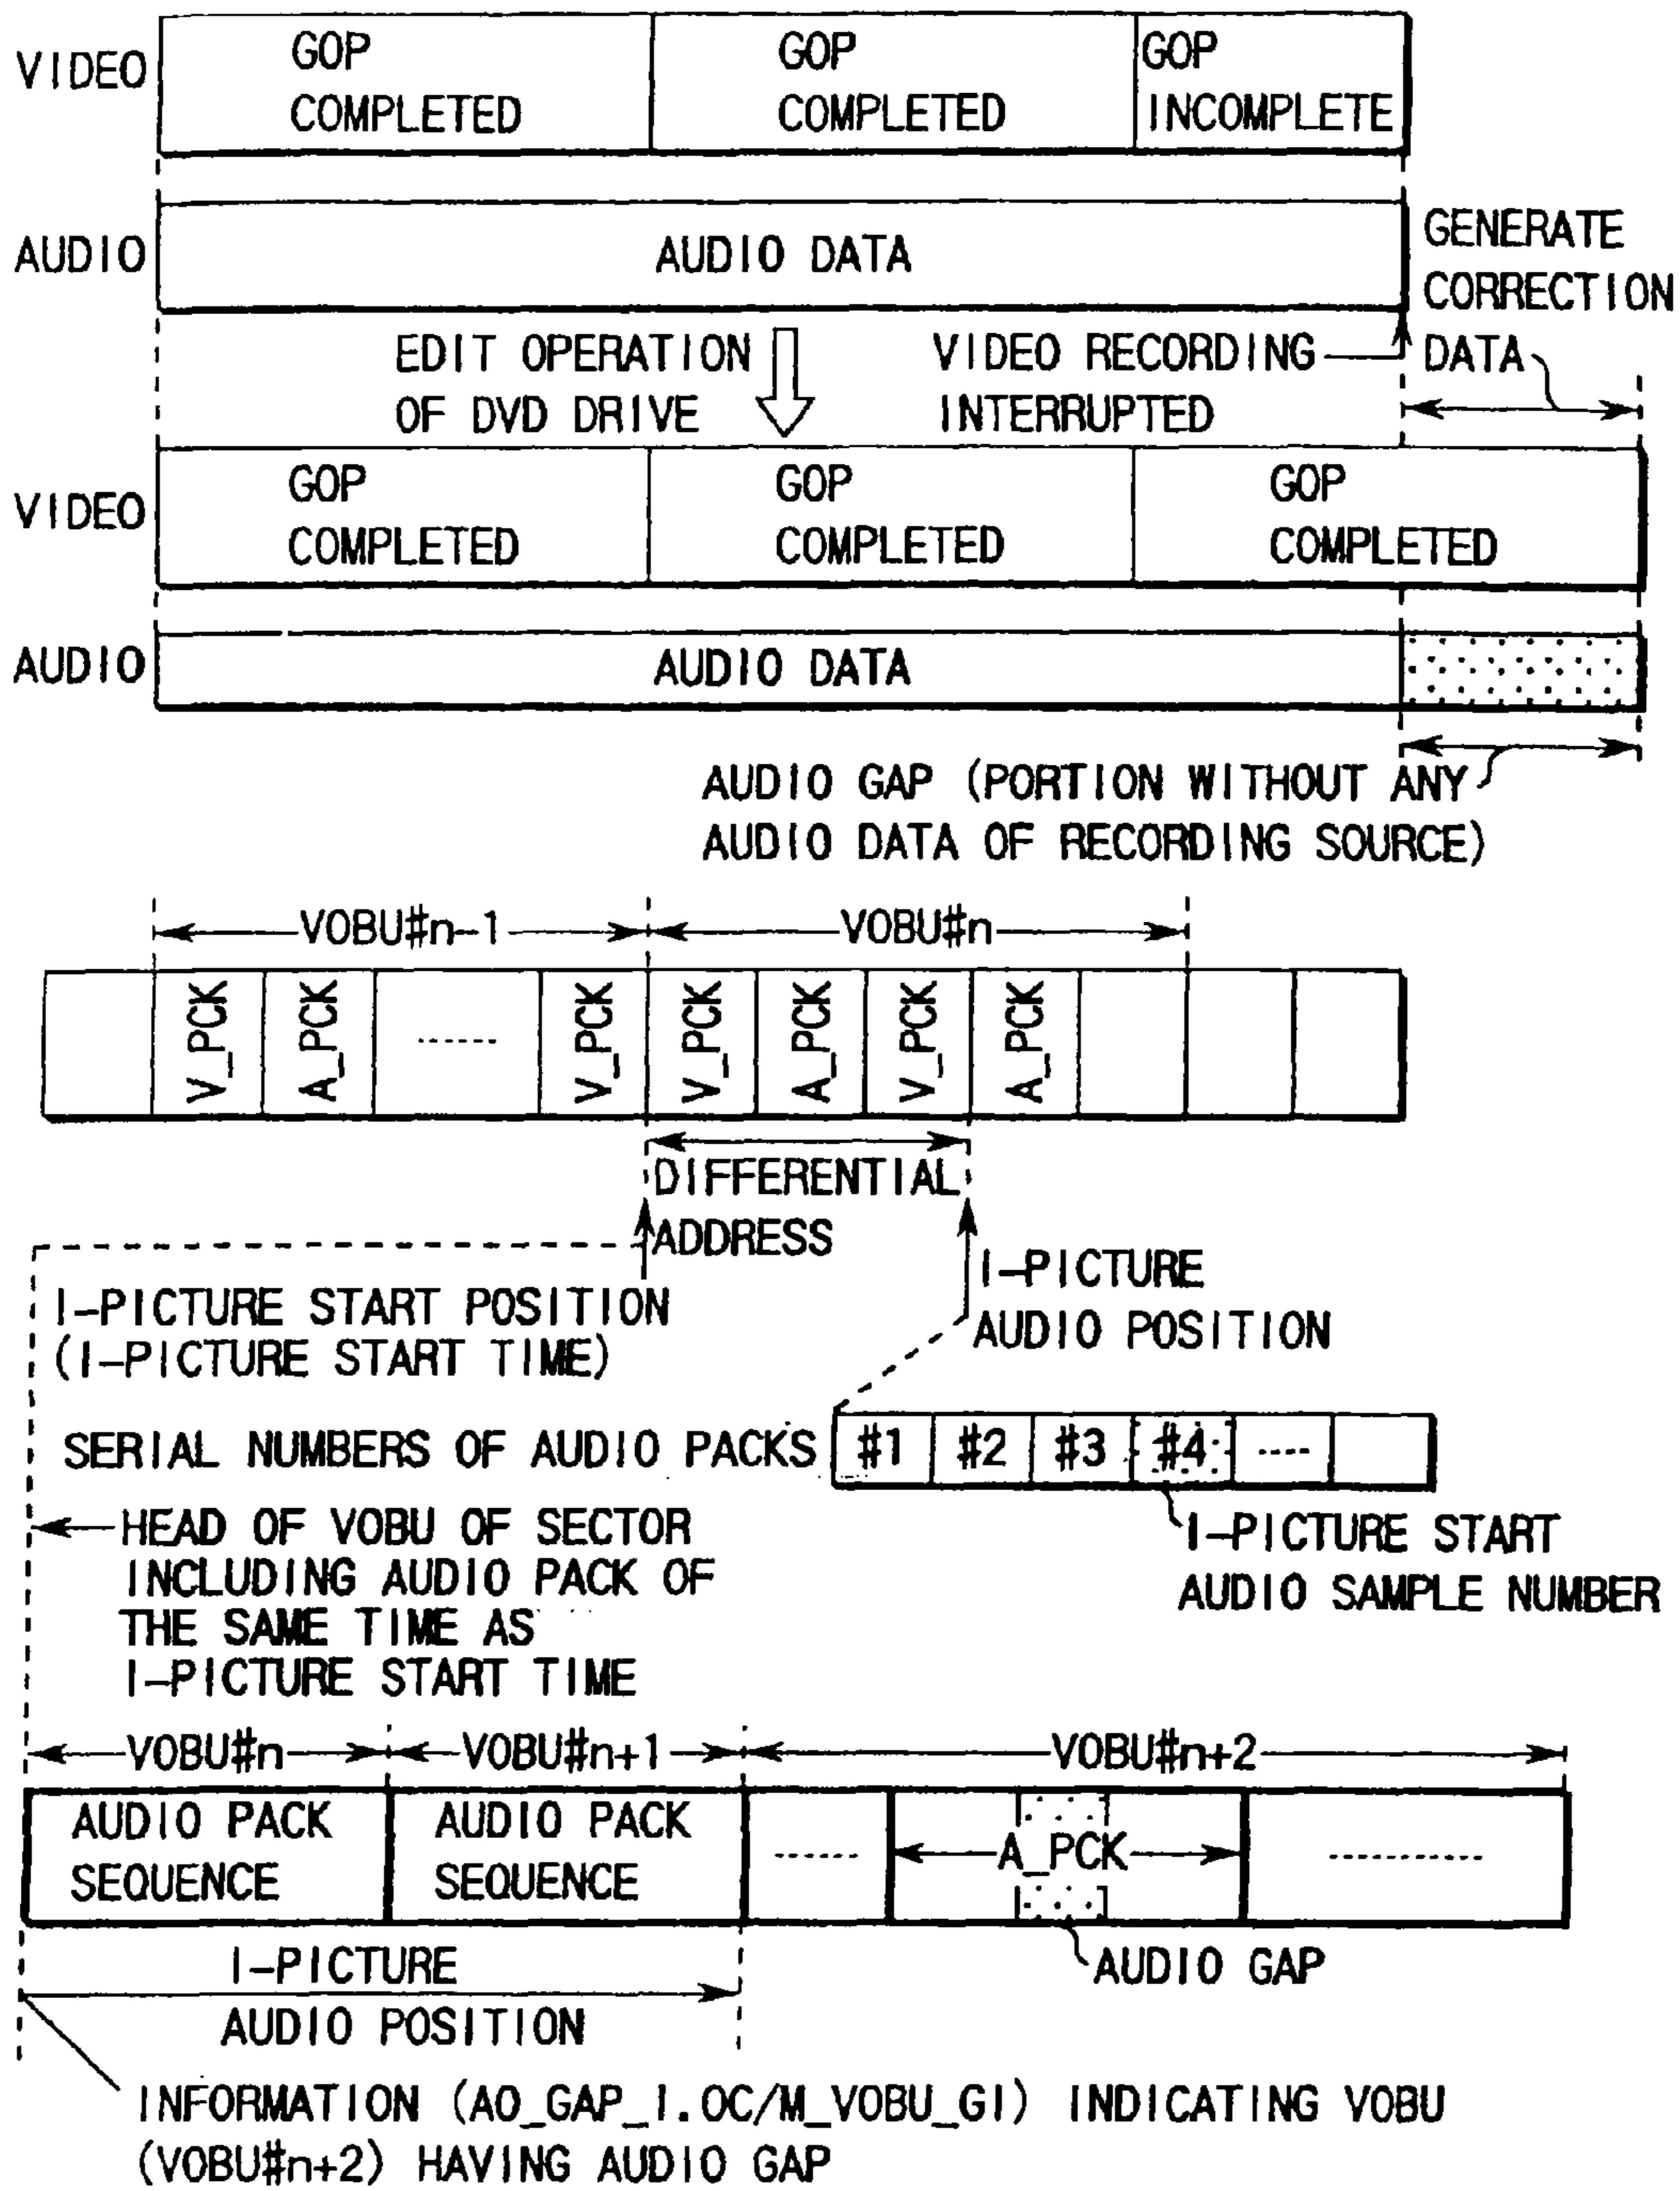 VIDEO
GOP
COMPLETED
GOP
COMPLETED
GOP
INCOMPLETE
AUDIO
AUDIO DATA
GENERATE
CORRECTION
DATA
EDIT OPERATION
OF DVD DRIVE
VIDEO RECORDING
INTERRUPTED
VIDEO
GOP
COMPLETED
GOP
COMPLETED
GOP
COMPLETED
AUDIO
AUDIO DATA
AUDIO GAP (PORTION WITHOUT ANY
AUDIO DATA OF RECORDING SOURCE)
VOBU#n-1
VOBU#n
V_PCK
A_PCK
V_PCK
V_PCK
A_PCK
V_PCK
A_PCK
DIFFERENTIAL
ADDRESS
I-PICTURE START POSITION
(I-PICTURE START TIME)
I-PICTURE
AUDIO POSITION
SERIAL NUMBERS OF AUDIO PACKS
#1
#2
#3
#4
I-PICTURE START
AUDIO SAMPLE NUMBER
HEAD OF VOBU OF SECTOR
INCLUDING AUDIO PACK OF
THE SAME TIME AS
I-PICTURE START TIME
VOBU#n
VOBU#n+1
VOBU#n+2
AUDIO PACK
SEQUENCE
AUDIO PACK
SEQUENCE
A_PCK
AUDIO GAP
I-PICTURE
AUDIO POSITION
INFORMATION (A0_GAP_I.OC/M_VOBU_GI) INDICATING VOBU
(VOBU#n+2) HAVING AUDIO GAP